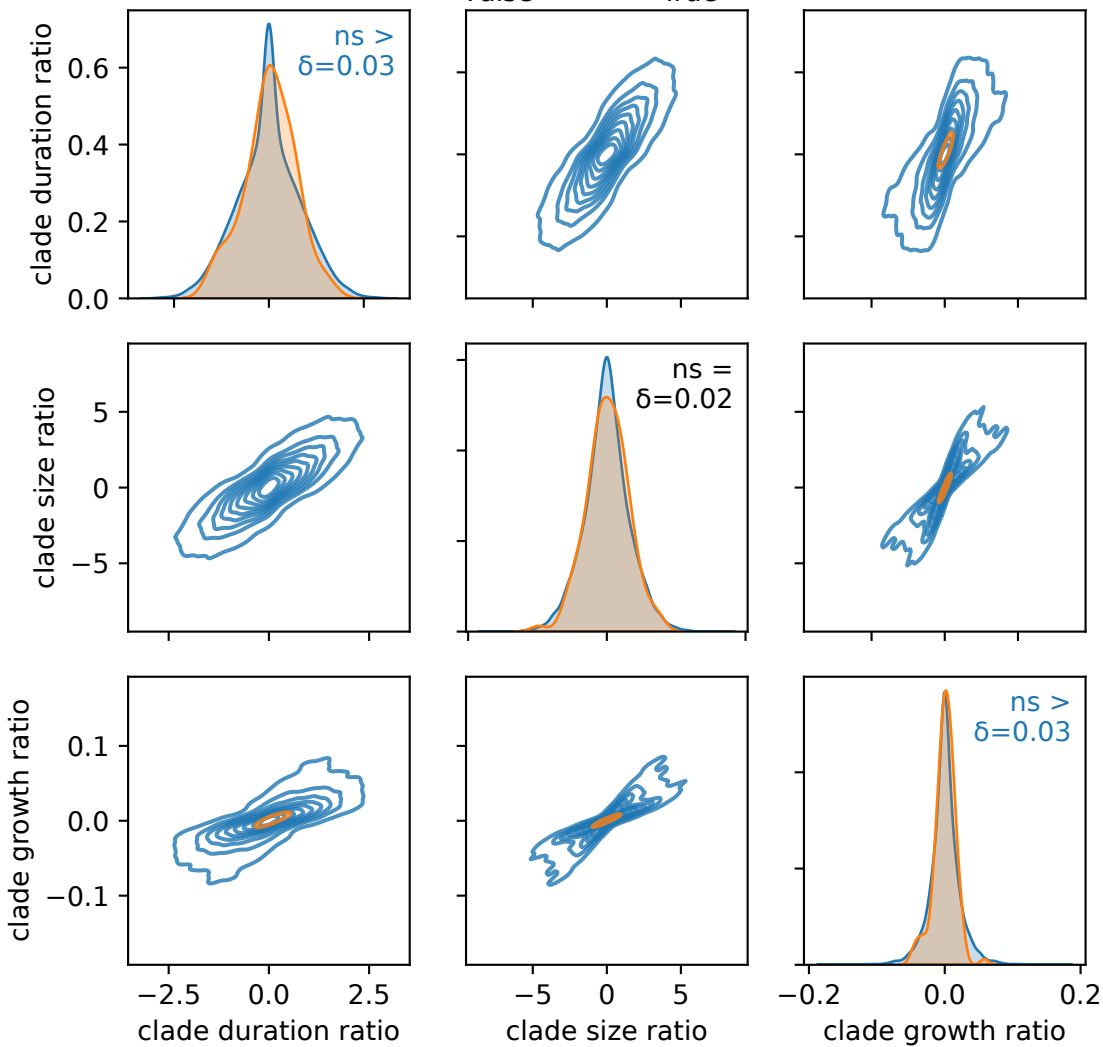 clade duration ratio
0.6
0.4
0.2
0.0
ns >
δ=0.03
clade size ratio
5
0
−5
ns =
δ=0.02
−5
0
5
clade growth ratio
0.1
0.0
−0.1
ns >
δ=0.03
−2.5
0.0
2.5
−5
0
5
−0.2
0.0
0.2
clade duration ratio
clade size ratio
clade growth ratio